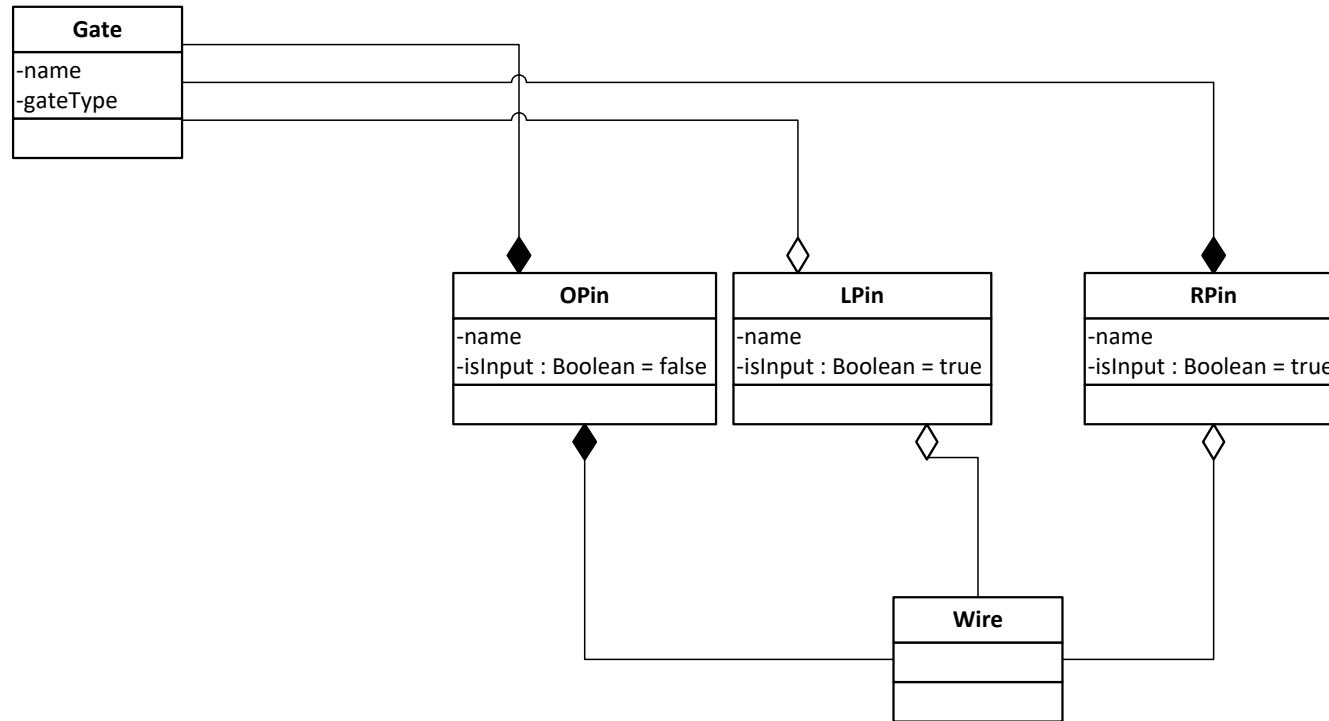 Gate
-name
-gateType
OPin
-name
-isInput : Boolean = false
LPin
-name
-isInput : Boolean = true
RPin
-name
-isInput : Boolean = true
Wire